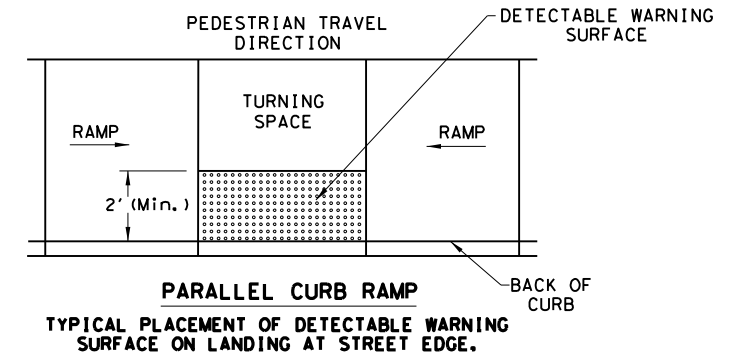 PEDESTRIAN TRAVEL
DIRECTION
DETECTABLE WARNING
SURFACE
TURNING
SPACE
RAMP
RAMP
2' (Min.)
BACK OF
CURB
PARALLEL CURB RAMP
TYPICAL PLACEMENT OF DETECTABLE WARNING
SURFACE ON LANDING AT STREET EDGE.